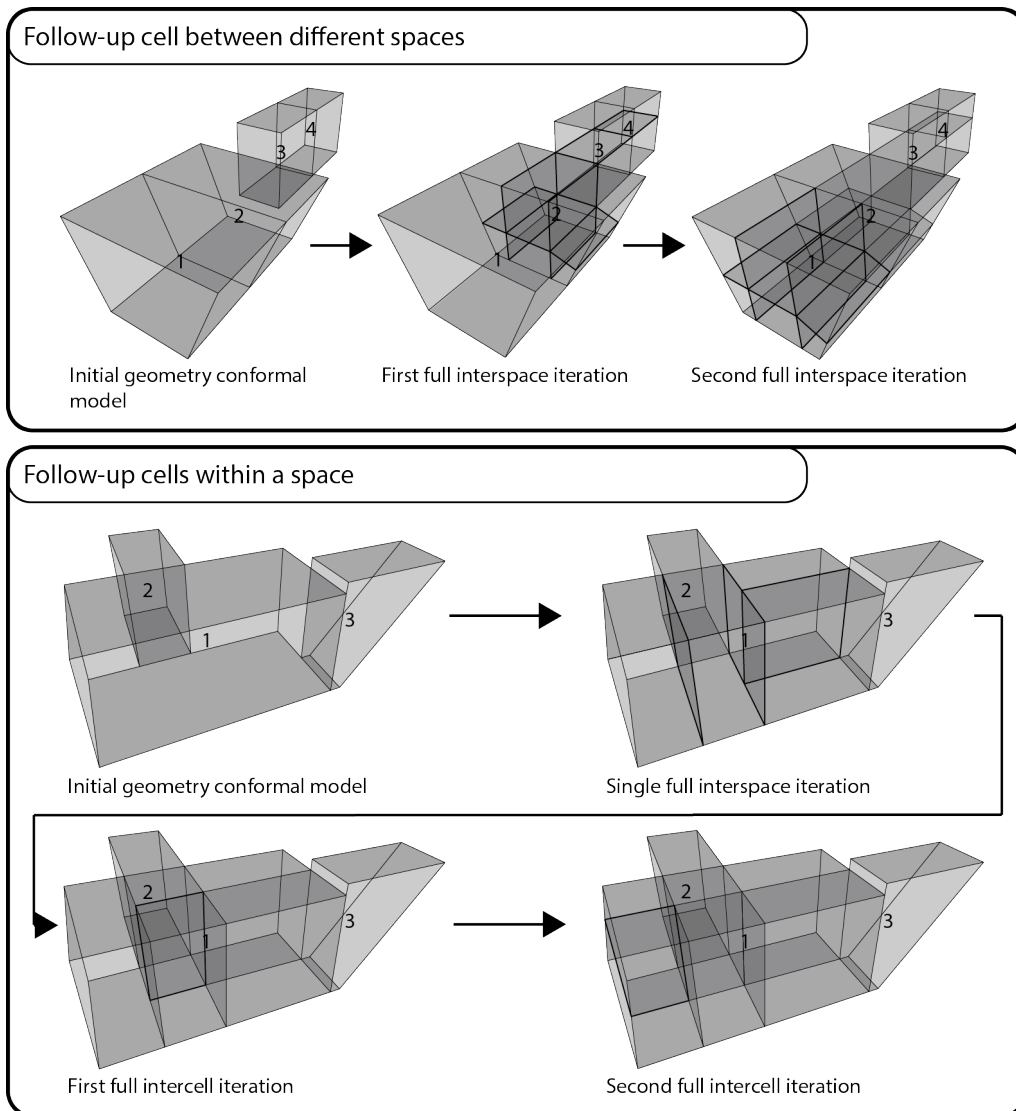 Follow-up cell between different spaces
4
3
2
1
4
3
2
1
4
3
2
1
Initial geometry conformal
model
First full interspace iteration
Second full interspace iteration
Follow-up cells within a space
2
1
3
2
1
3
Initial geometry conformal model
Single full interspace iteration
2
1
3
2
1
3
First full intercell iteration
Second full intercell iteration